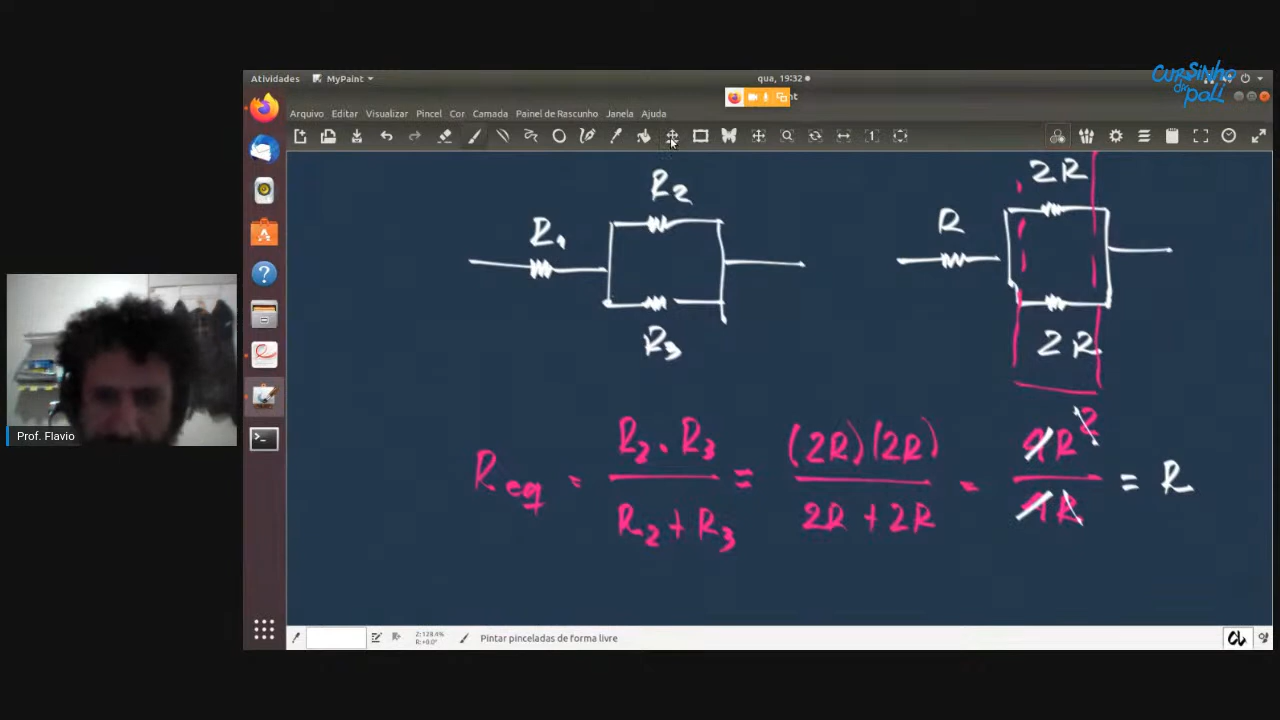 CURSINHO
da
POLI
Atividades MyPaint qua, 19:32
nt
Arquivo Editar Visualizar Pincel Cor Camada Painel de Rascunho Janela Ajuda
1
R2
2R
R1
R
R3
2R
Req = R2 . R3 / R2 + R3 = (2R)(2R) / 2R + 2R = 4R² / 4R = R
Prof. Flavio
Pintar pinceladas de forma livre